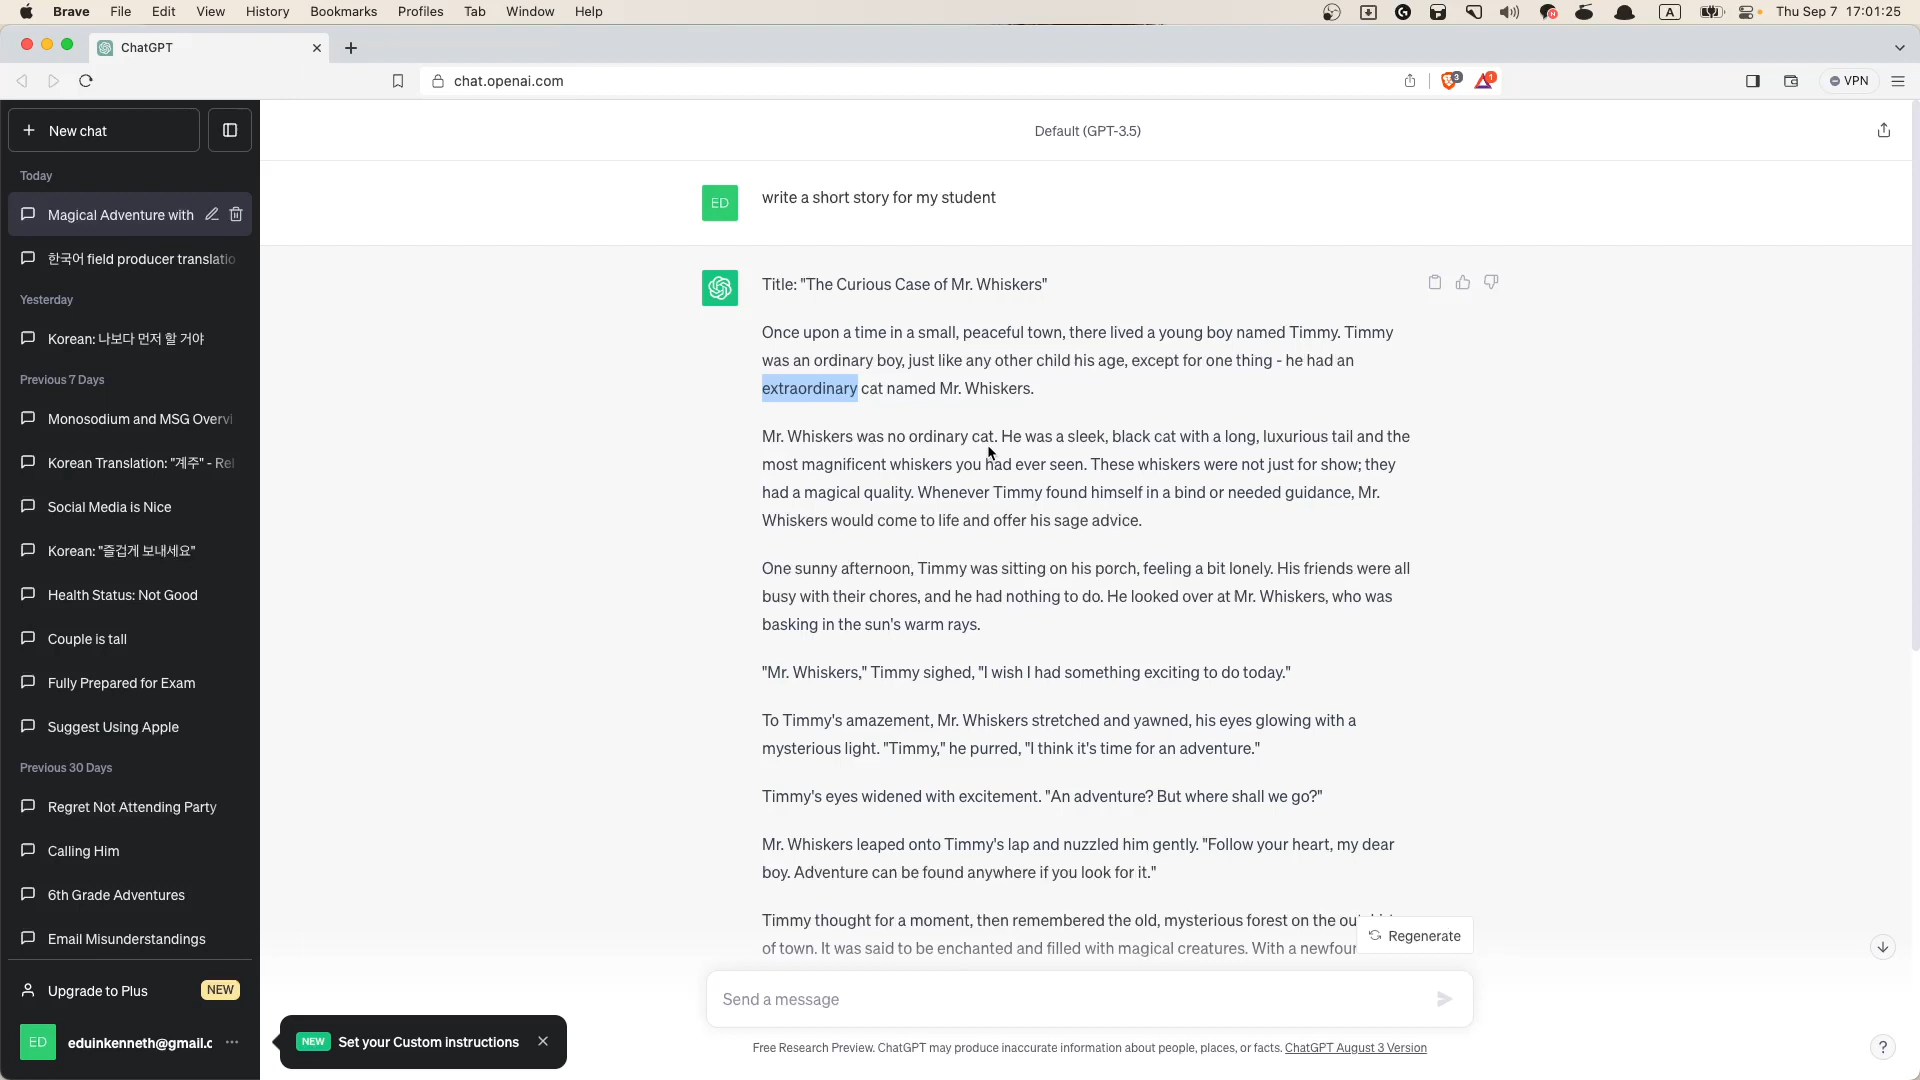 Brave File Edit View History Bookmarks Profiles Tab Window Help A Thu Sep 7 17:01:25
ChatGPT
chat.openai.com 3 1 VPN
New chat
Today
Magical Adventure with
한국어 field producer translatio
Yesterday
Korean: 나보다 먼저 할 거야
Previous 7 Days
Monosodium and MSG Overvi
Korean Translation: "계주" - Rel
Social Media is Nice
Korean: "즐겁게 보내세요"
Health Status: Not Good
Couple is tall
Fully Prepared for Exam
Suggest Using Apple
Previous 30 Days
Regret Not Attending Party
Calling Him
6th Grade Adventures
Email Misunderstandings
Upgrade to Plus NEW
ED eduinkenneth@gmail.c
Default (GPT-3.5)
ED write a short story for my student
Title: "The Curious Case of Mr. Whiskers"
Once upon a time in a small, peaceful town, there lived a young boy named Timmy. Timmy
was an ordinary boy, just like any other child his age, except for one thing - he had an
extraordinary cat named Mr. Whiskers.
Mr. Whiskers was no ordinary cat. He was a sleek, black cat with a long, luxurious tail and the
most magnificent whiskers you had ever seen. These whiskers were not just for show; they
had a magical quality. Whenever Timmy found himself in a bind or needed guidance, Mr.
Whiskers would come to life and offer his sage advice.
One sunny afternoon, Timmy was sitting on his porch, feeling a bit lonely. His friends were all
busy with their chores, and he had nothing to do. He looked over at Mr. Whiskers, who was
basking in the sun's warm rays.
"Mr. Whiskers," Timmy sighed, "I wish I had something exciting to do today."
To Timmy's amazement, Mr. Whiskers stretched and yawned, his eyes glowing with a
mysterious light. "Timmy," he purred, "I think it's time for an adventure."
Timmy's eyes widened with excitement. "An adventure? But where shall we go?"
Mr. Whiskers leaped onto Timmy's lap and nuzzled him gently. "Follow your heart, my dear
boy. Adventure can be found anywhere if you look for it."
Timmy thought for a moment, then remembered the old, mysterious forest on the
of town. It was said to be enchanted and filled with magical creatures. With a newfour
Regenerate
Send a message
NEW Set your Custom instructions
Free Research Preview. ChatGPT may produce inaccurate information about people, places, or facts. ChatGPT August 3 Version
?